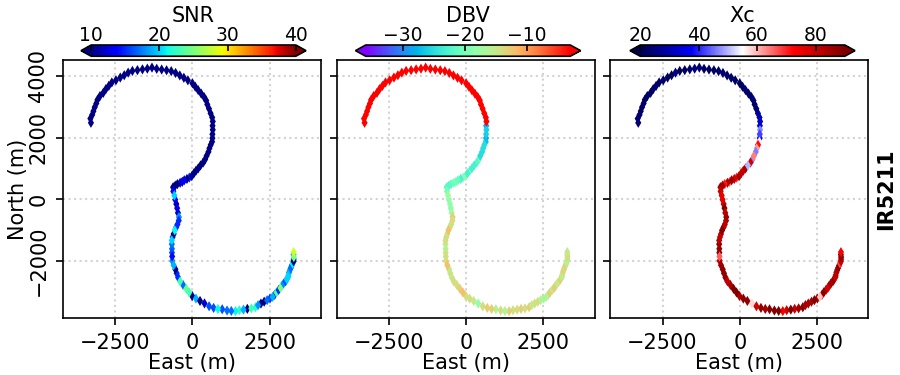 SNR DBV Xc
10 20 30 40 −30 −20 −10 20 40 60 80
4000
2000
0
−2000
North (m)
−2500 0 2500 −2500 0 2500 −2500 0 2500
East (m) East (m) East (m)
IR5211